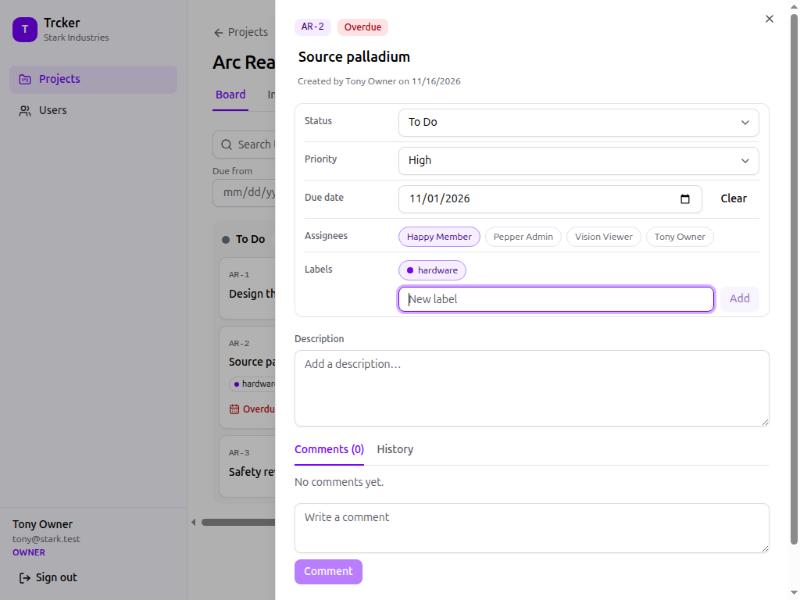 Trcker
Stark Industries
Projects
Users
Tony Owner
tony@stark.test
OWNER
Sign out
Projects
Arc Rea
Board
Search
Due from
mm/dd/yy
To Do
AR-1
Design th
AR-2
Source pa
hardware
Overdu
AR-3
Safety re
AR-2
Overdue
Source palladium
Created by Tony Owner on 11/16/2026
Status
To Do
Priority
High
Due date
11/01/2026
Clear
Assignees
Happy Member
Pepper Admin
Vision Viewer
Tony Owner
Labels
hardware
New label
Add
Description
Add a description...
Comments (0)
History
No comments yet.
Write a comment
Comment